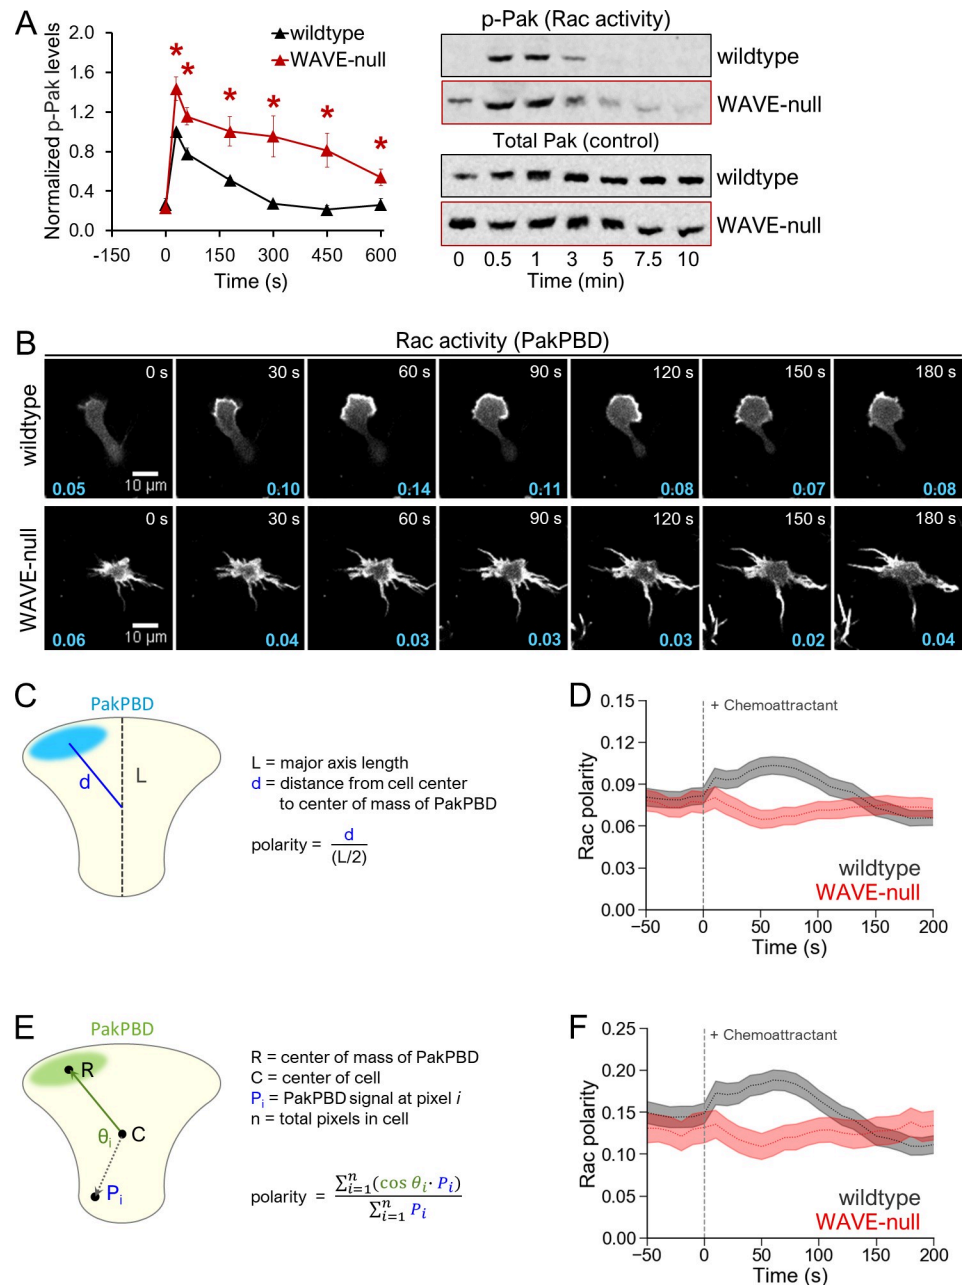 A
Normalized p-Pak levels
2.0
1.6
1.2
0.8
0.4
0.0
wildtype
WAVE-null
* * * * * * *
-150 0 150 300 450 600
Time (s)
p-Pak (Rac activity)
wildtype
WAVE-null
Total Pak (control)
wildtype
WAVE-null
0 0.5 1 3 5 7.5 10
Time (min)
B
Rac activity (PakPBD)
wildtype
0 s 30 s 60 s 90 s 120 s 150 s 180 s
10 µm
0.05 0.10 0.14 0.11 0.08 0.07 0.08
WAVE-null
0 s 30 s 60 s 90 s 120 s 150 s 180 s
10 µm
0.06 0.04 0.03 0.03 0.03 0.02 0.04
C
PakPBD
d
L
L = major axis length
d = distance from cell center
to center of mass of PakPBD
polarity = d
(L/2)
D
Rac polarity
0.15
0.12
0.09
0.06
0.03
0.00
+ Chemoattractant
wildtype
WAVE-null
−50 0 50 100 150 200
Time (s)
E
PakPBD
R
θi
C
Pi
R = center of mass of PakPBD
C = center of cell
Pi = PakPBD signal at pixel i
n = total pixels in cell
polarity = ∑ⁿᵢ₌₁(cos θi · Pi)
∑ⁿᵢ₌₁ Pi
F
Rac polarity
0.25
0.20
0.15
0.10
0.05
0.00
+ Chemoattractant
wildtype
WAVE-null
−50 0 50 100 150 200
Time (s)